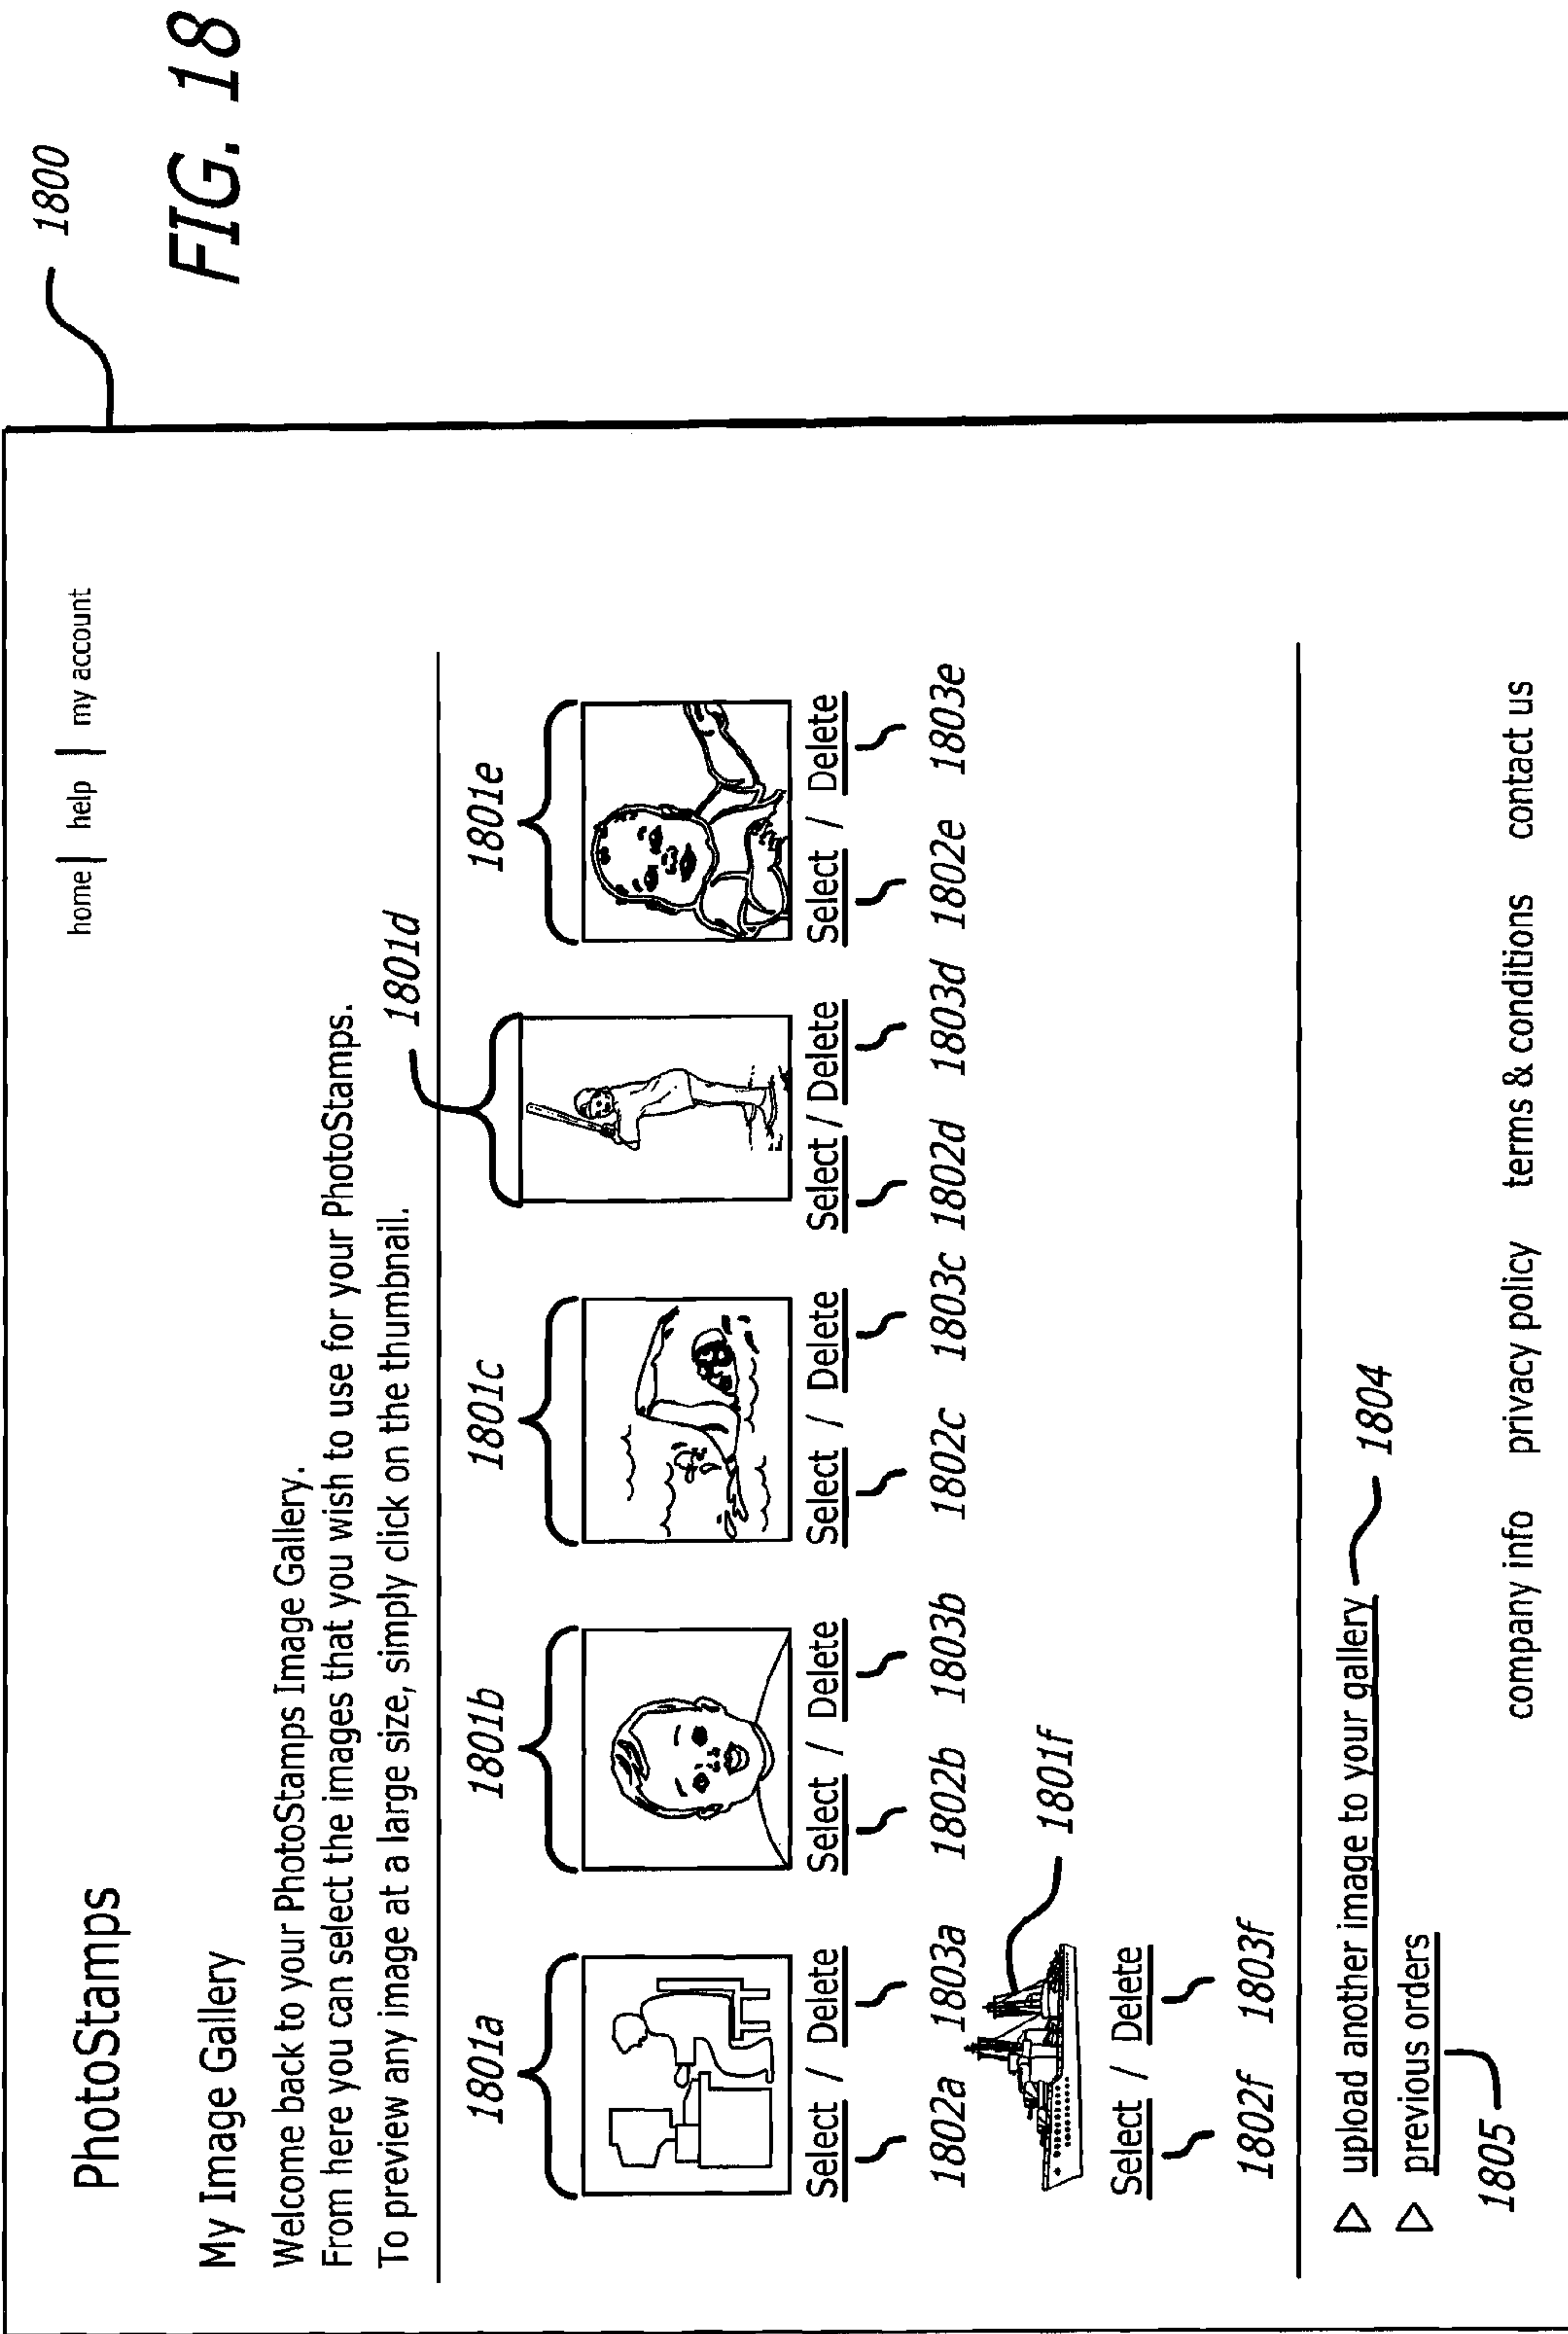 FIG. 18
1800
PhotoStamps
home | help | my account
My Image Gallery
Welcome back to your PhotoStamps Image Gallery.
From here you can select the images that you wish to use for your PhotoStamps.
To preview any image at a large size, simply click on the thumbnail.
1801a 1801b 1801c 1801d 1801e
Select / Delete Select / Delete Select / Delete Select / Delete Select / Delete
1802a 1803a 1802b 1803b 1802c 1803c 1802d 1803d 1802e 1803e
1801f
Select / Delete
1802f 1803f
upload another image to your gallery 1804
previous orders
1805
company info privacy policy terms & conditions contact us